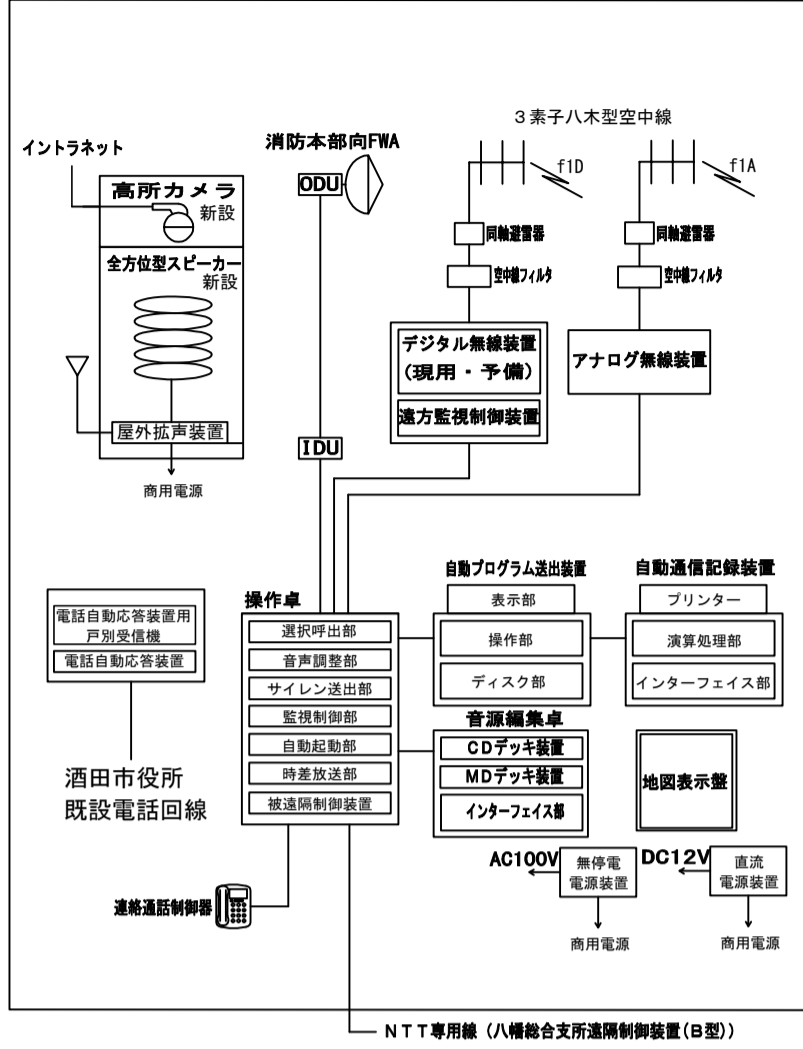 3素子八木型空中線
イントラネット
消防本部向FWA
f1D
f1A
高所カメラ
新設
ODU
同軸避雷器
同軸避雷器
全方位型スピーカー
新設
空中線フィルタ
空中線フィルタ
デジタル無線装置
(現用・予備)
アナログ無線装置
遠方監視制御装置
屋外拡声装置
IDU
商用電源
自動プログラム送出装置
自動通信記録装置
操作卓
表示部
プリンター
電話自動応答装置用
戸別受信機
電話自動応答装置
選択呼出部
音声調整部
サイレン送出部
監視制御部
自動起動部
時差放送部
被遠隔制御装置
操作部
ディスク部
演算処理部
インターフェイス部
音源編集卓
CDデッキ装置
MDデッキ装置
インターフェイス部
地図表示盤
酒田市役所
既設電話回線
AC100V
無停電
電源装置
DC12V
直流
電源装置
連絡通話制御器
商用電源
商用電源
NTT専用線(八幡総合支所遠隔制御装置(B型))